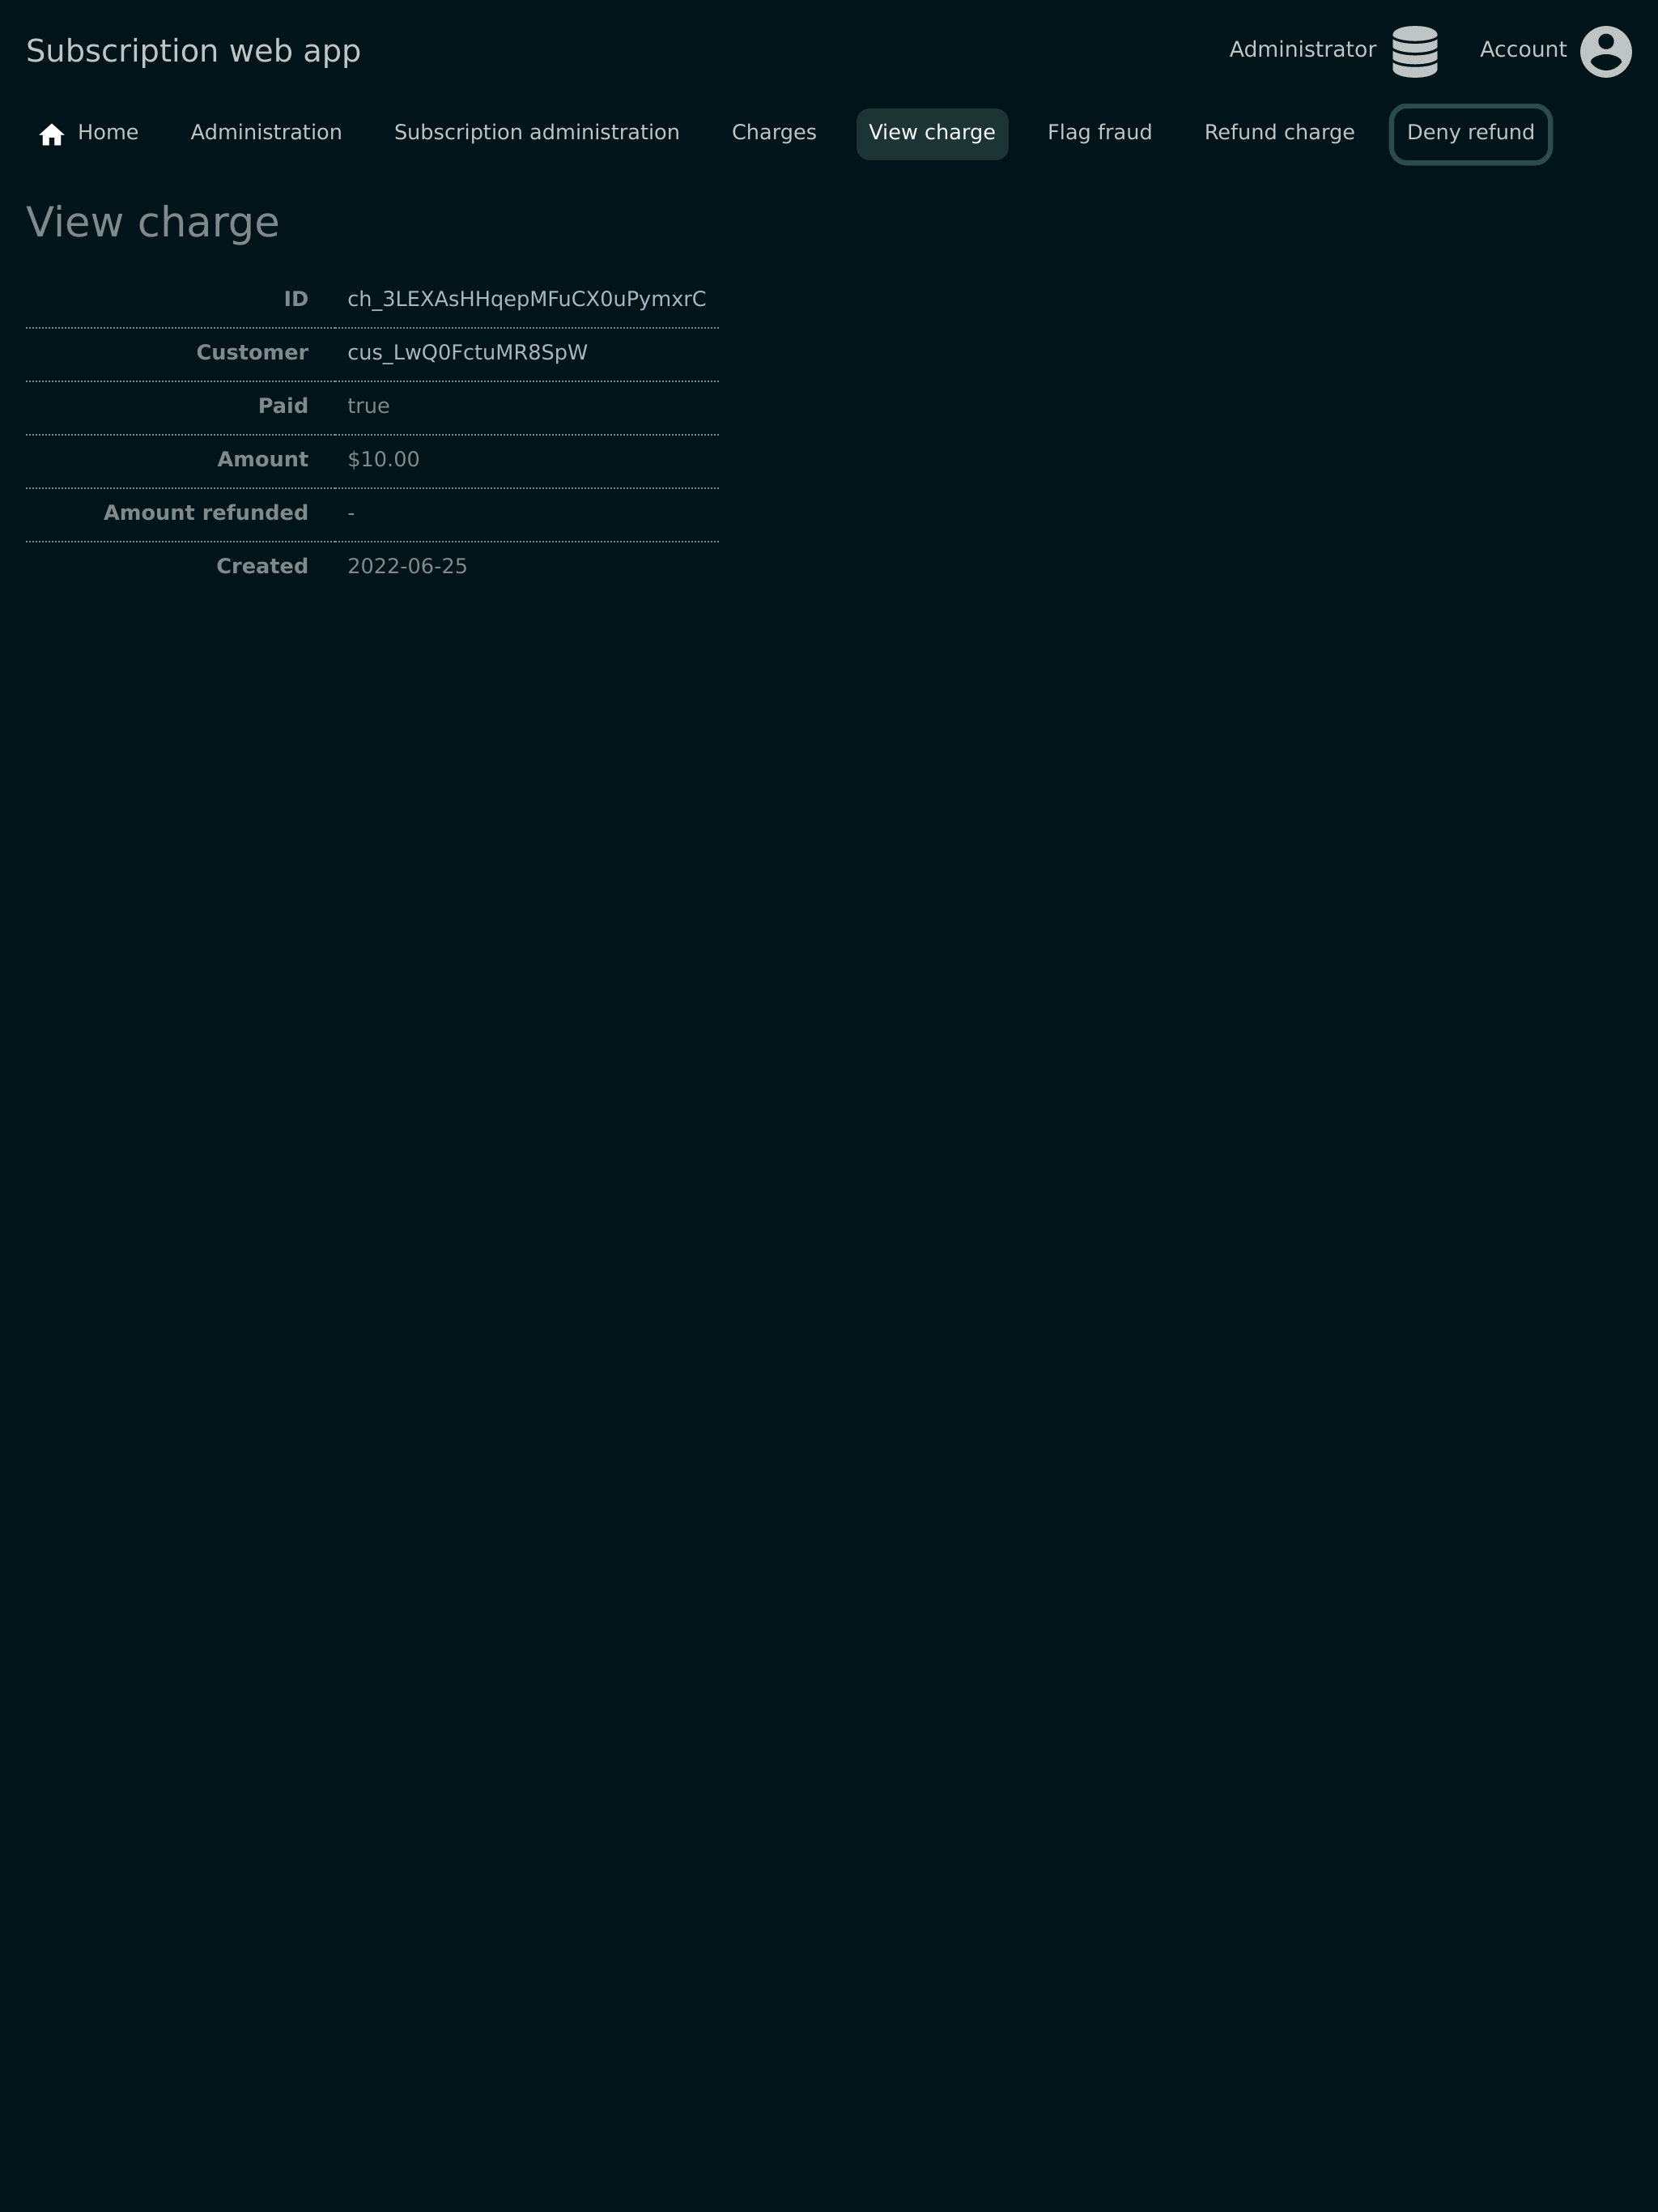 Subscription web app
Administrator Account
Home Administration Subscription administration Charges View charge Flag fraud Refund charge Deny refund
View charge
ID ch_3LEXAsHHqepMFuCX0uPymxrC
Customer cus_LwQ0FctuMR8SpW
Paid true
Amount $10.00
Amount refunded -
Created 2022-06-25